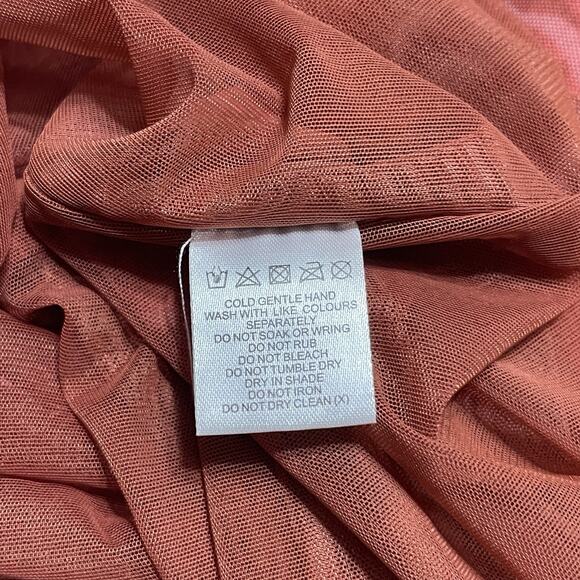 COLD GENTLE HAND
WASH WITH LIKE COLOURS
SEPARATELY
DO NOT SOAK OR WRING
DO NOT RUB
DO NOT BLEACH
DO NOT TUMBLE DRY
DRY IN SHADE
DO NOT IRON
DO NOT DRY CLEAN (X)